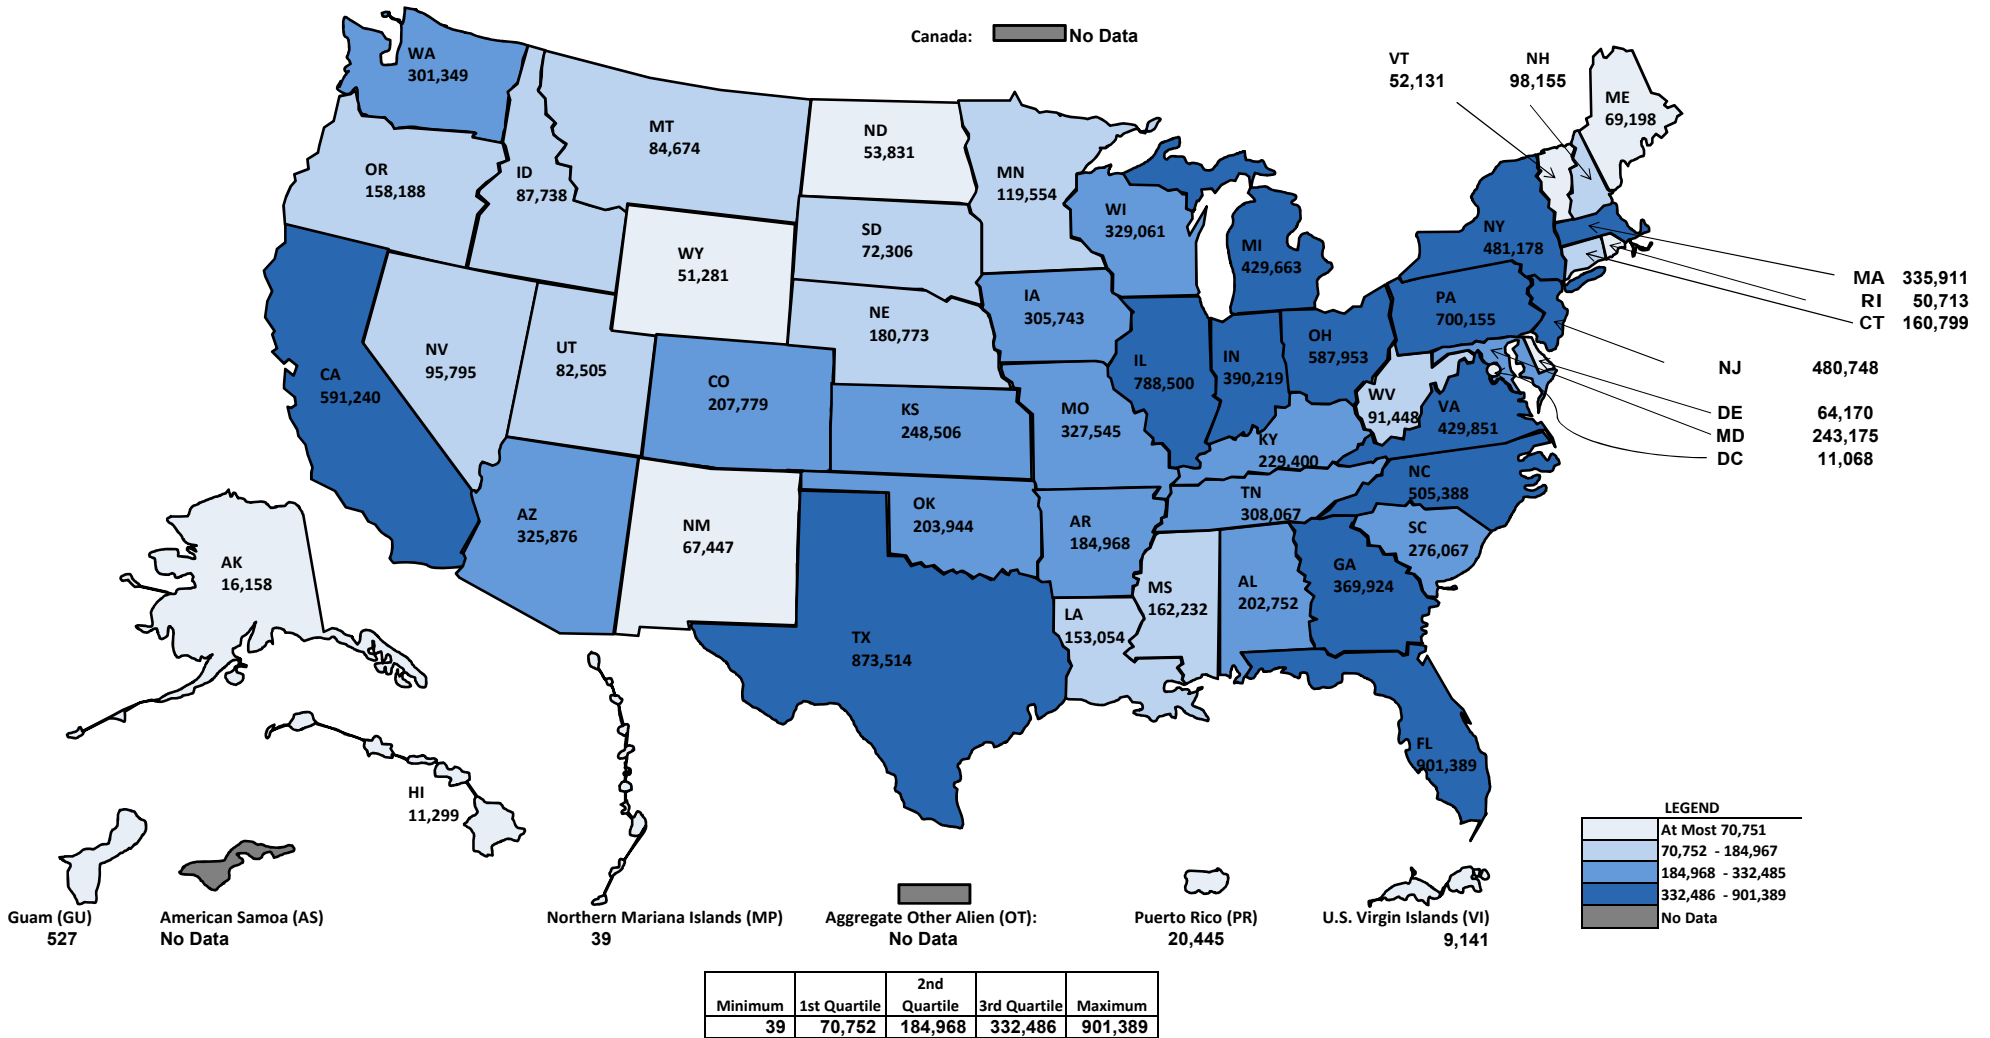 Canada: No Data
WA
301,349
OR
158,188
ID
87,738
MT
84,674
ND
53,831
MN
119,554
SD
72,306
WY
51,281
NE
180,773
IA
305,743
WI
329,061
MI
429,663
VT
52,131
NH
98,155
ME
69,198
NY
481,178
MA 335,911
RI 50,713
CT 160,799
PA
700,155
NJ 480,748
DE 64,170
MD 243,175
DC 11,068
CA
591,240
NV
95,795
UT
82,505
CO
207,779
KS
248,506
MO
327,545
IL
788,500
IN
390,219
OH
587,953
WV
91,448
VA
429,851
KY
229,400
NC
505,388
TN
308,067
SC
276,067
AZ
325,876
NM
67,447
OK
203,944
AR
184,968
MS
162,232
AL
202,752
GA
369,924
LA
153,054
TX
873,514
FL
901,389
AK
16,158
HI
11,299
Guam (GU)
527
American Samoa (AS)
No Data
Northern Mariana Islands (MP)
39
Aggregate Other Alien (OT):
No Data
Puerto Rico (PR)
20,445
U.S. Virgin Islands (VI)
9,141
LEGEND
At Most 70,751
70,752 - 184,967
184,968 - 332,485
332,486 - 901,389
No Data
Minimum 1st Quartile 2nd Quartile 3rd Quartile Maximum
39 70,752 184,968 332,486 901,389